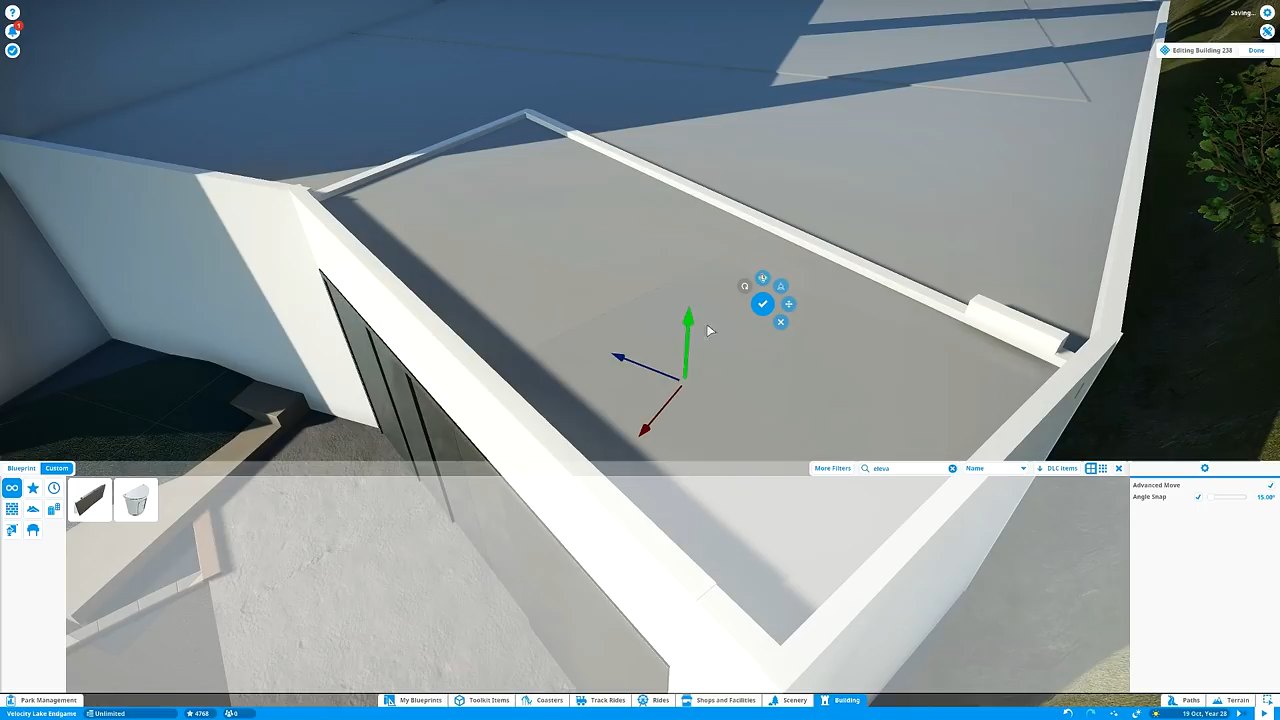 ?
1
Saving...
Editing Building 238 Done
Blueprint Custom
More Filters eleva Name DLC items
Advanced Move
Angle Snap 15.00°
Park Management
My Blueprints Toolkit Items Coasters Track Rides Rides Shops and Facilities Scenery Building Paths Terrain
Velocity Lake Endgame Unlimited 4768 0 19 Oct, Year 28